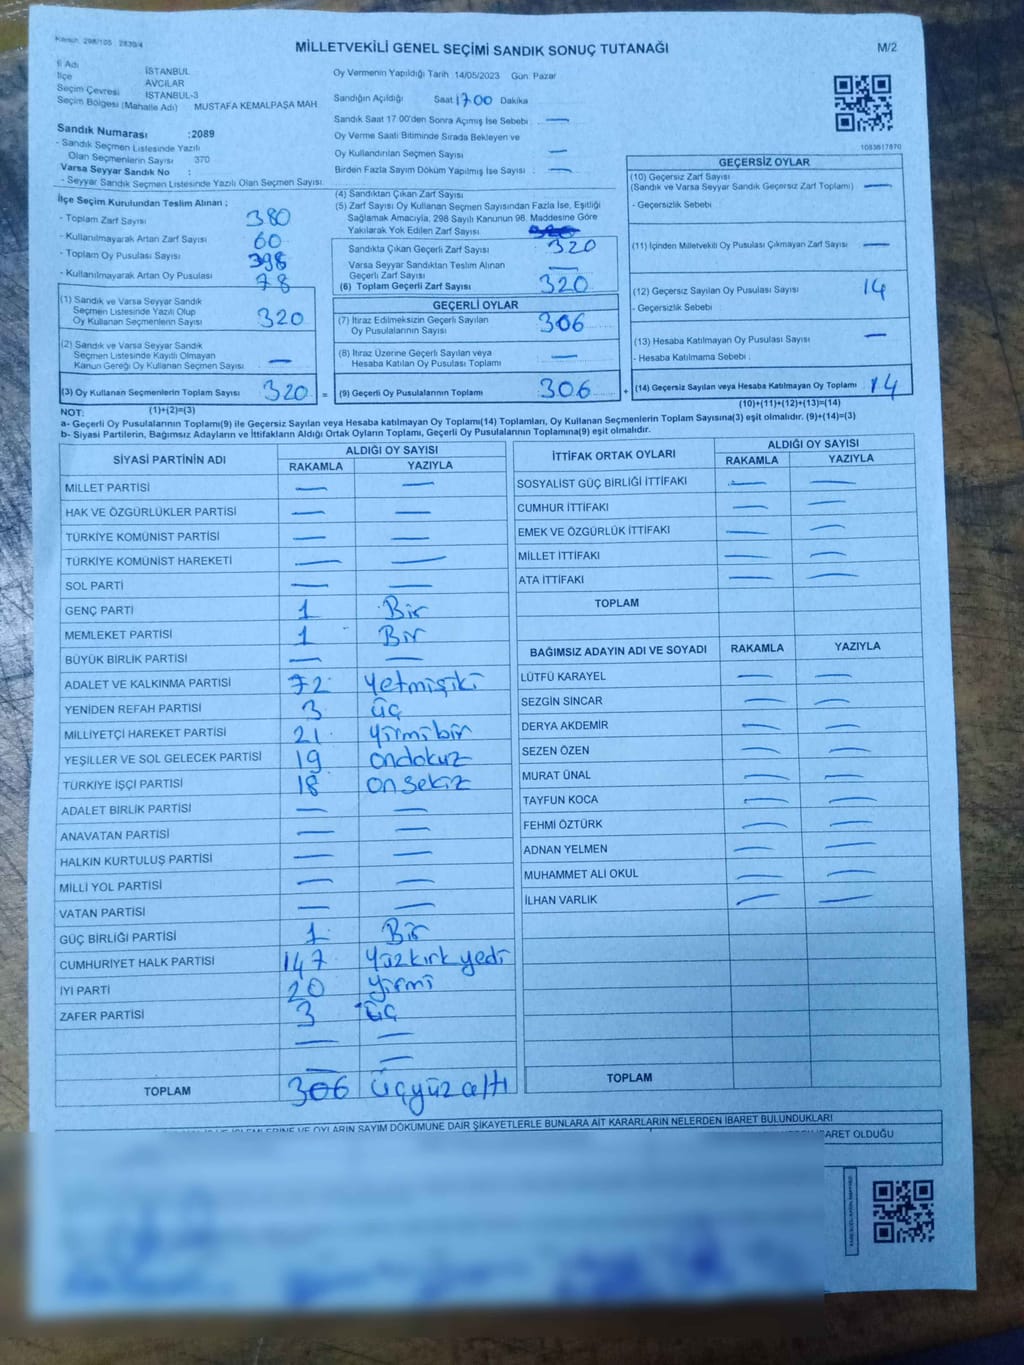 Kanun: 298/105 2839/4
MİLLETVEKİLİ GENEL SEÇİMİ SANDIK SONUÇ TUTANAĞI
M/2
İl Adı İSTANBUL
İlçe AVCILAR
Seçim Çevresi İSTANBUL-3
Seçim Bölgesi (Mahalle Adı) MUSTAFA KEMALPAŞA MAH.
Oy Vermenin Yapıldığı Tarih 14/05/2023 Gün: Pazar
Sandığın Açıldığı Saat 17 00 Dakika
Sandık Saat 17 00'den Sonra Açılmış İse Sebebi : —
Oy Verme Saati Bitiminde Sırada Bekleyen ve
Oy Kullandırılan Seçmen Sayısı —
Birden Fazla Sayım Döküm Yapılmış İse Sayısı : —
Sandık Numarası :2089
- Sandık Seçmen Listesinde Yazılı
Olan Seçmenlerin Sayısı : 370
Varsa Seyyar Sandık No :
- Seyyar Sandık Seçmen Listesinde Yazılı Olan Seçmen Sayısı
1083617870
İlçe Seçim Kurulundan Teslim Alınan ;
- Toplam Zarf Sayısı 380
- Kullanılmayarak Artan Zarf Sayısı 60
- Toplam Oy Pusulası Sayısı 398
- Kullanılmayarak Artan Oy Pusulası 78
(1) Sandık ve Varsa Seyyar Sandık
Seçmen Listesinde Yazılı Olup
Oy Kullanan Seçmenlerin Sayısı 320
(2) Sandık ve Varsa Seyyar Sandık
Seçmen Listesinde Kayıtlı Olmayan
Kanun Gereği Oy Kullanan Seçmen Sayısı —
(3) Oy Kullanan Seçmenlerin Toplam Sayısı 320 =
(1)+(2)=(3)
(4) Sandıktan Çıkan Zarf Sayısı
(5) Zarf Sayısı Oy Kullanan Seçmen Sayısından Fazla İse, Eşitliği
Sağlamak Amacıyla, 298 Sayılı Kanunun 98. Maddesine Göre
Yakılarak Yok Edilen Zarf Sayısı
Sandıkta Çıkan Geçerli Zarf Sayısı 320
Varsa Seyyar Sandıktan Teslim Alınan
Geçerli Zarf Sayısı —
(6) Toplam Geçerli Zarf Sayısı 320
GEÇERLİ OYLAR
(7) İtiraz Edilmeksizin Geçerli Sayılan
Oy Pusulalarının Sayısı 306
(8) İtiraz Üzerine Geçerli Sayılan veya
Hesaba Katılan Oy Pusulası Toplamı —
(9) Geçerli Oy Pusulalarının Toplamı 306 +
GEÇERSİZ OYLAR
(10) Geçersiz Zarf Sayısı
(Sandık ve Varsa Seyyar Sandık Geçersiz Zarf Toplamı) —
- Geçersizlik Sebebi
(11) İçinden Milletvekili Oy Pusulası Çıkmayan Zarf Sayısı —
(12) Geçersiz Sayılan Oy Pusulası Sayısı 14
- Geçersizlik Sebebi :
(13) Hesaba Katılmayan Oy Pusulası Sayısı —
- Hesaba Katılmama Sebebi :
(14) Geçersiz Sayılan veya Hesaba Katılmayan Oy Toplamı 14
(10)+(11)+(12)+(13)=(14)
NOT:
a- Geçerli Oy Pusulalarının Toplamı(9) ile Geçersiz Sayılan veya Hesaba katılmayan Oy Toplamı(14) Toplamları, Oy Kullanan Seçmenlerin Toplam Sayısına(3) eşit olmalıdır. (9)+(14)=(3)
b- Siyasi Partilerin, Bağımsız Adayların ve İttifakların Aldığı Ortak Oyların Toplamı, Geçerli Oy Pusulalarının Toplamına(9) eşit olmalıdır.
SİYASİ PARTİNİN ADI ALDIĞI OY SAYISI
RAKAMLA YAZIYLA
MİLLET PARTİSİ — —
HAK VE ÖZGÜRLÜKLER PARTİSİ — —
TÜRKİYE KOMÜNİST PARTİSİ — —
TÜRKİYE KOMÜNİST HAREKETİ — —
SOL PARTİ — —
GENÇ PARTİ 1 Bir
MEMLEKET PARTİSİ 1 Bir
BÜYÜK BİRLİK PARTİSİ — —
ADALET VE KALKINMA PARTİSİ 72 Yetmişiki
YENİDEN REFAH PARTİSİ 3 üç
MİLLİYETÇİ HAREKET PARTİSİ 21 yirmibir
YEŞİLLER VE SOL GELECEK PARTİSİ 19 ondokuz
TÜRKİYE İŞÇİ PARTİSİ 18 onsekiz
ADALET BİRLİK PARTİSİ — —
ANAVATAN PARTİSİ — —
HALKIN KURTULUŞ PARTİSİ — —
MİLLİ YOL PARTİSİ — —
VATAN PARTİSİ — —
GÜÇ BİRLİĞİ PARTİSİ 1 Bir
CUMHURİYET HALK PARTİSİ 147 Yüzkırk yedi
İYİ PARTİ 20 yirmi
ZAFER PARTİSİ 3 üç
— —
— —
TOPLAM 306 üçyüz altı
İTTİFAK ORTAK OYLARI ALDIĞI OY SAYISI
RAKAMLA YAZIYLA
SOSYALİST GÜÇ BİRLİĞİ İTTİFAKI — —
CUMHUR İTTİFAKI — —
EMEK VE ÖZGÜRLÜK İTTİFAKI — —
MİLLET İTTİFAKI — —
ATA İTTİFAKI — —
TOPLAM
BAĞIMSIZ ADAYIN ADI VE SOYADI RAKAMLA YAZIYLA
LÜTFÜ KARAYEL — —
SEZGİN SİNCAR — —
DERYA AKDEMİR — —
SEZEN ÖZEN — —
MURAT ÜNAL — —
TAYFUN KOCA — —
FEHMİ ÖZTÜRK — —
ADNAN YELMEN — —
MUHAMMET ALİ OKUL — —
İLHAN VARLIK — —
TOPLAM
OYLARIN SAYIM DÖKÜMÜNE DAİR ŞİKAYETLERLE BUNLARA AİT KARARLARIN NELERDEN İBARET BULUNDUKLARI
İBARET OLDUĞU